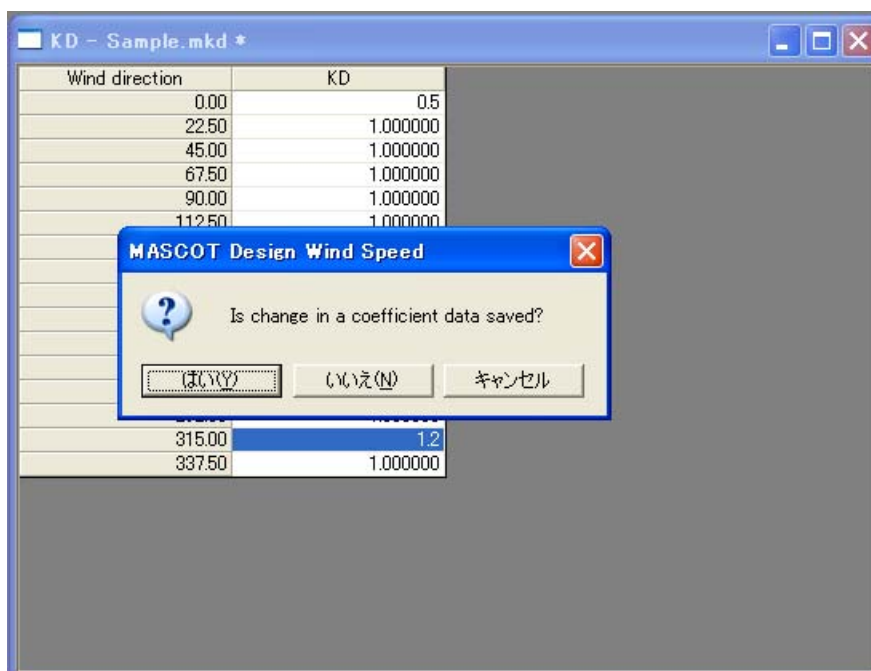 KD - Sample.mkd *
Wind direction KD
0.00 0.5
22.50 1.000000
45.00 1.000000
67.50 1.000000
90.00 1.000000
112.50 1.000000
MASCOT Design Wind Speed
Is change in a coefficient data saved?
はい(Y) いいえ(N) キャンセル
315.00 1.2
337.50 1.000000